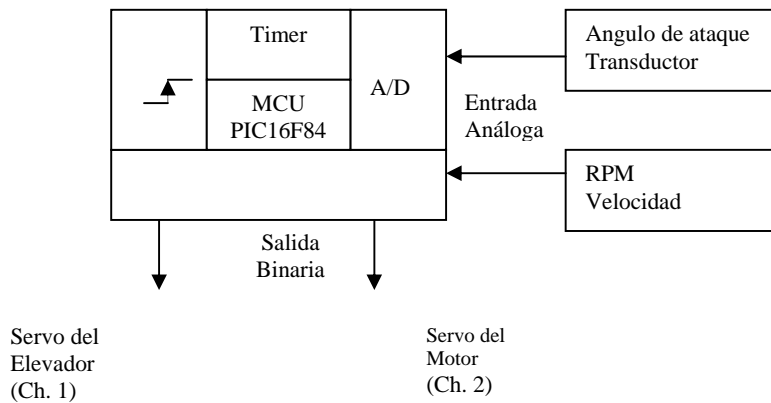 Timer
MCU
PIC16F84
A/D
Angulo de ataque
Transductor
Entrada
Análoga
RPM
Velocidad
Salida
Binaria
Servo del
Elevador
(Ch. 1)
Servo del
Motor
(Ch. 2)